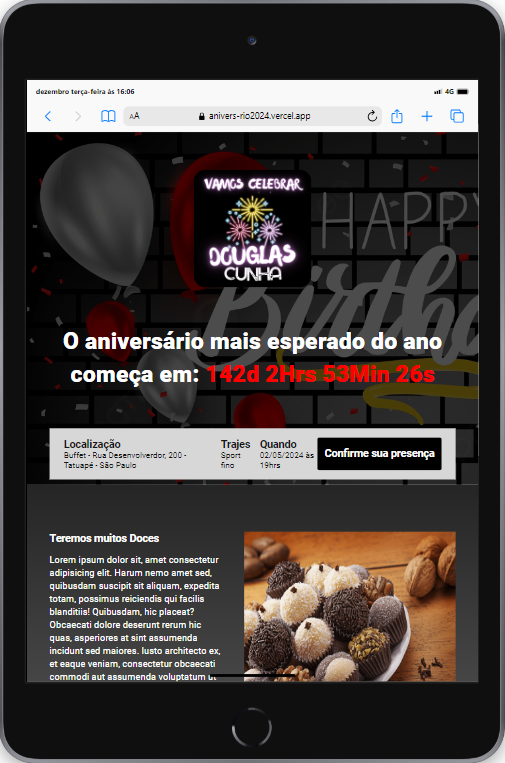 dezembro terça-feira às 16:06
4G
AA
anivers-rio2024.vercel.app
VAMOS CELEBRAR
DOUGLAS
CUNHA
HAPPY
Birthda
O aniversário mais esperado do ano
começa em: 142d 2Hrs 53Min 26s
Localização
Buffet - Rua Desenvolverdor, 200 -
Tatuapé - São Paulo
Trajes
Sport
fino
Quando
02/05/2024 às
19hrs
Confirme sua presença
Teremos muitos Doces
Lorem ipsum dolor sit, amet consectetur
adipisicing elit. Harum nemo amet sed,
quibusdam suscipit sit aliquam, expedita
totam, possimus reiciendis qui facilis
blanditiis! Quibusdam, hic placeat?
Obcaecati dolore deserunt rerum hic
quas, asperiores at sint assumenda
incidunt sed maiores. Iusto architecto ex,
et eaque veniam, consectetur obcaecati
commodi aut assumenda voluptatum ut